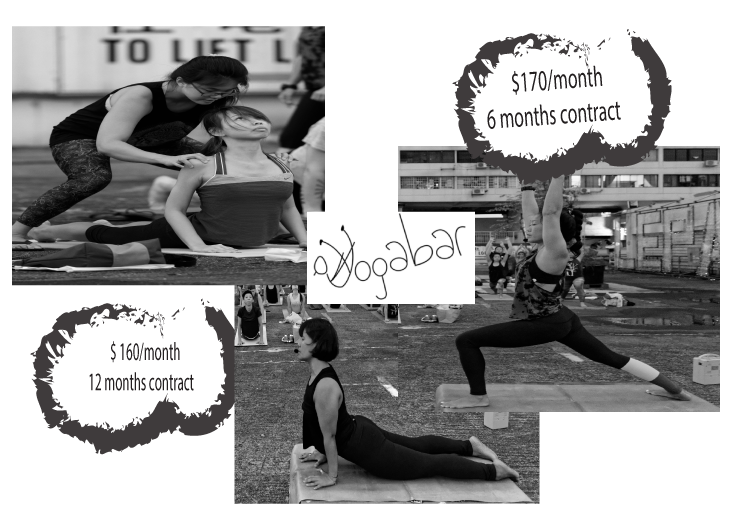 TO LIFT L
$170/month
6 months contract
aYogabar
$ 160/month
12 months contract